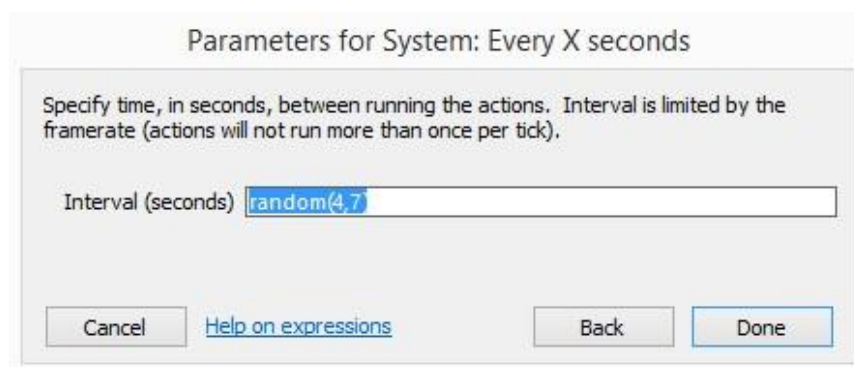 Parameters for System: Every X seconds
Specify time, in seconds, between running the actions. Interval is limited by the
framerate (actions will not run more than once per tick).
Interval (seconds) random(4,7)
Cancel Help on expressions Back Done